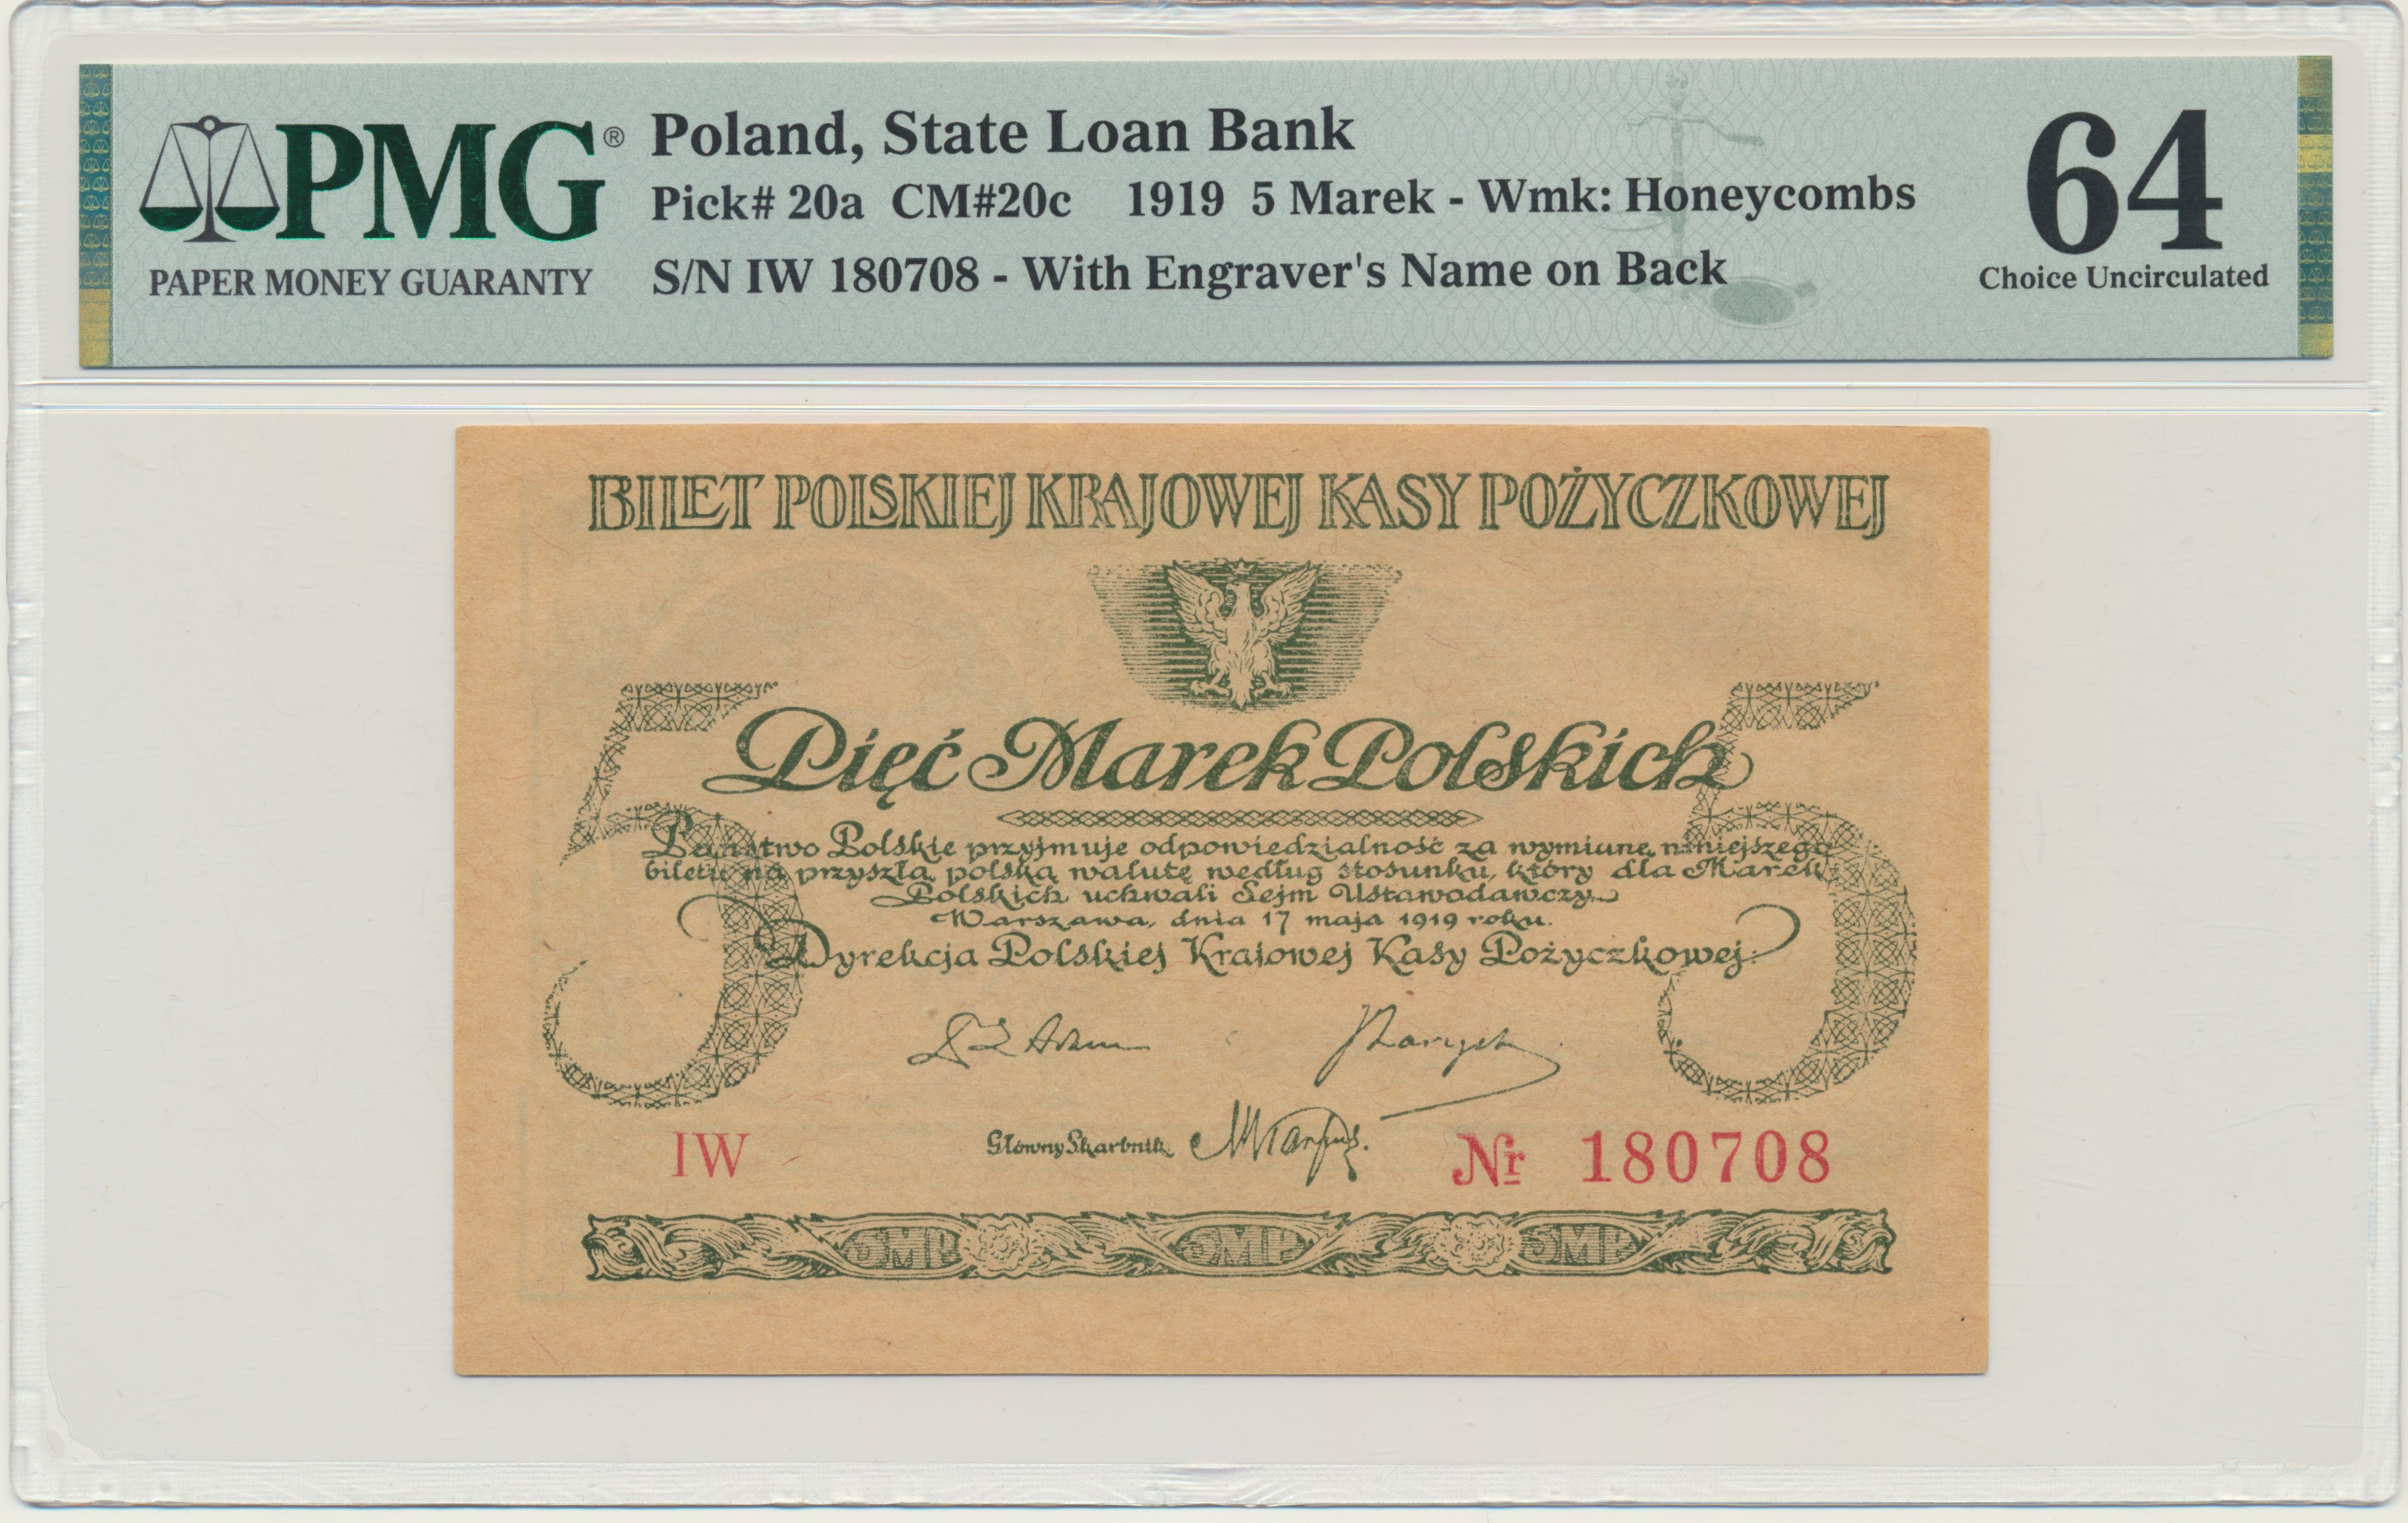 PMG®
PAPER MONEY GUARANTY
Poland, State Loan Bank
Pick# 20a CM#20c 1919 5 Marek - Wmk: Honeycombs
S/N IW 180708 - With Engraver's Name on Back
64
Choice Uncirculated
BILET POLSKIEJ KRAJOWEJ KASY POŻYCZKOWEJ
5 5
Pięć Marek Polskich
Państwo Polskie przyjmuje odpowiedzialność za wymianę niniejszego
biletu na przyszłą polską walutę według stosunku, który dla Marek
Polskich uchwali Sejm Ustawodawczy
Warszawa, dnia 17 maja 1919 roku.
Dyrekcja Polskiej Krajowej Kasy Pożyczkowej:
Główny Skarbnik
IW Nr 180708
5MP 5MP 5MP